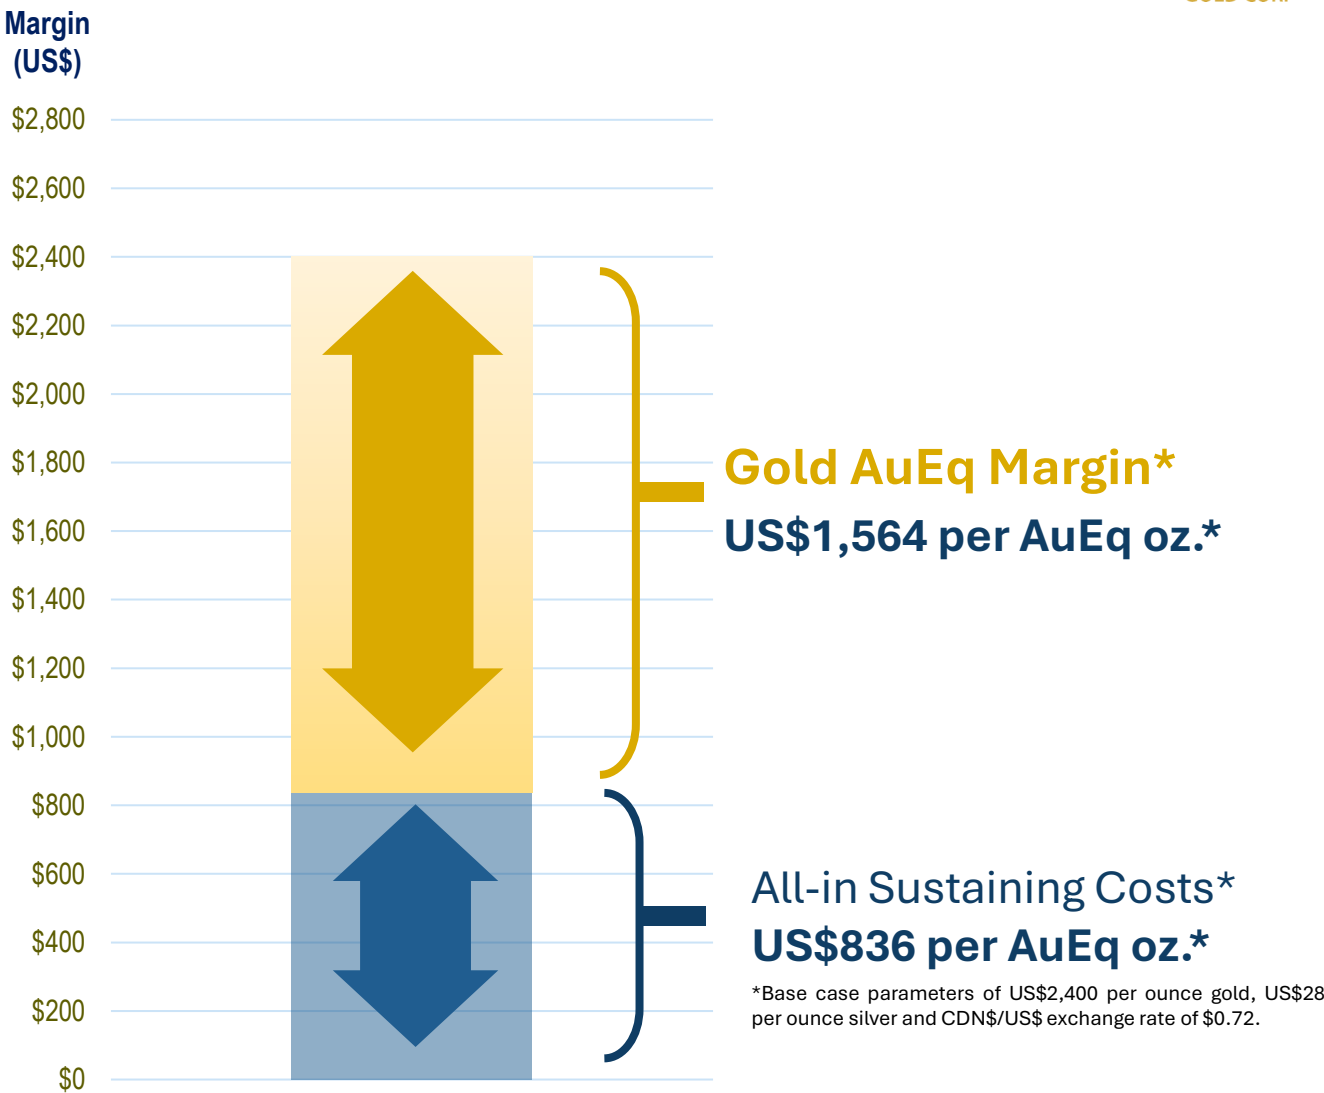 Margin
(US$)
$2,800
$2,600
$2,400
$2,200
$2,000
$1,800
$1,600
$1,400
$1,200
$1,000
$800
$600
$400
$200
$0
Gold AuEq Margin*
US$1,564 per AuEq oz.*
All-in Sustaining Costs*
US$836 per AuEq oz.*
*Base case parameters of US$2,400 per ounce gold, US$28
per ounce silver and CDN$/US$ exchange rate of $0.72.